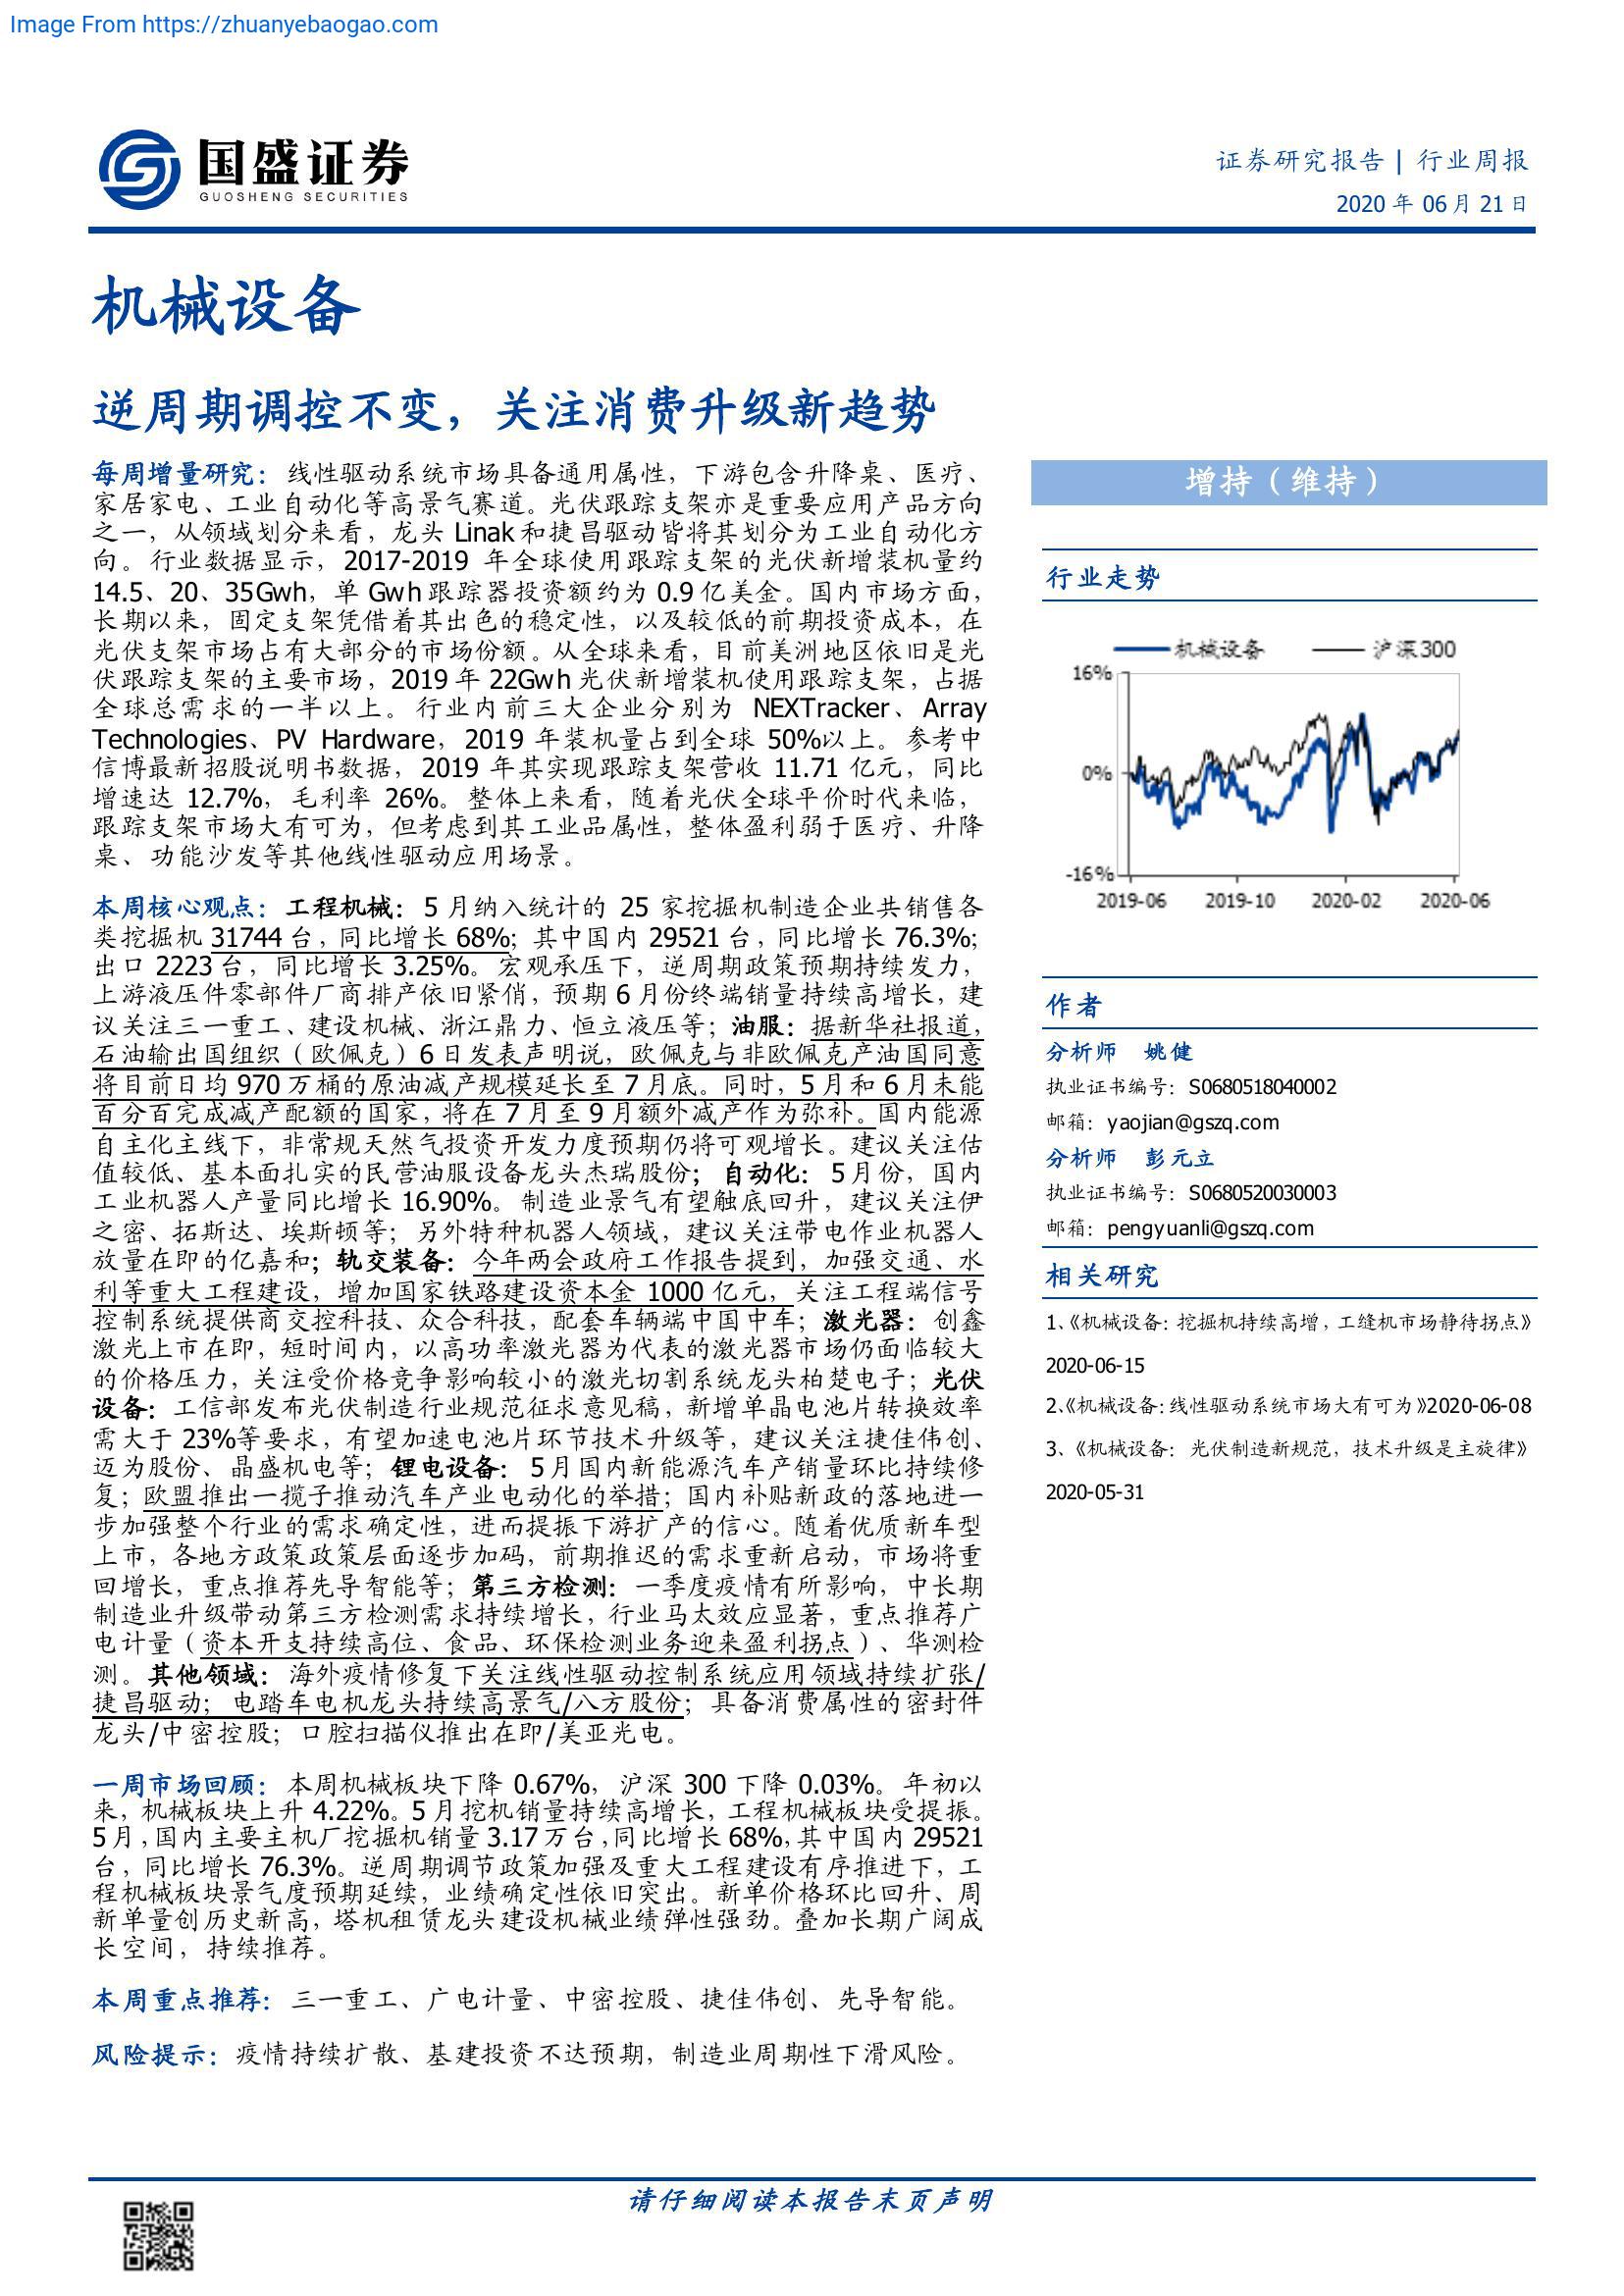 Image From https://zhuanyebaogao.com
国盛证券
GUOSHENG SECURITIES
证券研究报告 | 行业周报
2020 年 06 月 21 日
机械设备
逆周期调控不变，关注消费升级新趋势
每周增量研究：线性驱动系统市场具备通用属性，下游包含升降桌、医疗、
家居家电、工业自动化等高景气赛道。光伏跟踪支架亦是重要应用产品方向
之一，从领域划分来看，龙头 Linak 和捷昌驱动皆将其划分为工业自动化方
向。行业数据显示，2017-2019 年全球使用跟踪支架的光伏新增装机量约
14.5、20、35Gwh，单 Gwh 跟踪器投资额约为 0.9 亿美金。国内市场方面，
长期以来，固定支架凭借着其出色的稳定性，以及较低的前期投资成本，在
光伏支架市场占有大部分的市场份额。从全球来看，目前美洲地区依旧是光
伏跟踪支架的主要市场，2019 年 22Gwh 光伏新增装机使用跟踪支架，占据
全球总需求的一半以上。行业内前三大企业分别为 NEXTracker、Array
Technologies、PV Hardware，2019 年装机量占到全球 50%以上。参考中
信博最新招股说明书数据，2019 年其实现跟踪支架营收 11.71 亿元，同比
增速达 12.7%，毛利率 26%。整体上来看，随着光伏全球平价时代来临，
跟踪支架市场大有可为，但考虑到其工业品属性，整体盈利弱于医疗、升降
桌、功能沙发等其他线性驱动应用场景。
本周核心观点：工程机械：5 月纳入统计的 25 家挖掘机制造企业共销售各
类挖掘机 31744 台，同比增长 68%；其中国内 29521 台，同比增长 76.3%；
出口 2223 台，同比增长 3.25%。宏观承压下，逆周期政策预期持续发力，
上游液压件零部件厂商排产依旧紧俏，预期 6 月份终端销量持续高增长，建
议关注三一重工、建设机械、浙江鼎力、恒立液压等；油服：据新华社报道，
石油输出国组织（欧佩克）6 日发表声明说，欧佩克与非欧佩克产油国同意
将目前日均 970 万桶的原油减产规模延长至 7 月底。同时，5 月和 6 月未能
百分百完成减产配额的国家，将在 7 月至 9 月额外减产作为弥补。国内能源
自主化主线下，非常规天然气投资开发力度预期仍将可观增长。建议关注估
值较低、基本面扎实的民营油服设备龙头杰瑞股份；自动化：5 月份，国内
工业机器人产量同比增长 16.90%。制造业景气有望触底回升，建议关注伊
之密、拓斯达、埃斯顿等；另外特种机器人领域，建议关注带电作业机器人
放量在即的亿嘉和；轨交装备：今年两会政府工作报告提到，加强交通、水
利等重大工程建设，增加国家铁路建设资本金 1000 亿元，关注工程端信号
控制系统提供商交控科技、众合科技，配套车辆端中国中车；激光器：创鑫
激光上市在即，短时间内，以高功率激光器为代表的激光器市场仍面临较大
的价格压力，关注受价格竞争影响较小的激光切割系统龙头柏楚电子；光伏
设备：工信部发布光伏制造行业规范征求意见稿，新增单晶电池片转换效率
需大于 23%等要求，有望加速电池片环节技术升级等，建议关注捷佳伟创、
迈为股份、晶盛机电等；锂电设备：5 月国内新能源汽车产销量环比持续修
复；欧盟推出一揽子推动汽车产业电动化的举措；国内补贴新政的落地进一
步加强整个行业的需求确定性，进而提振下游扩产的信心。随着优质新车型
上市，各地方政策政策层面逐步加码，前期推迟的需求重新启动，市场将重
回增长，重点推荐先导智能等；第三方检测：一季度疫情有所影响，中长期
制造业升级带动第三方检测需求持续增长，行业马太效应显著，重点推荐广
电计量（资本开支持续高位、食品、环保检测业务迎来盈利拐点）、华测检
测。其他领域：海外疫情修复下关注线性驱动控制系统应用领域持续扩张/
捷昌驱动；电踏车电机龙头持续高景气/八方股份；具备消费属性的密封件
龙头/中密控股；口腔扫描仪推出在即/美亚光电。
一周市场回顾：本周机械板块下降 0.67%，沪深 300 下降 0.03%。年初以
来，机械板块上升 4.22%。5 月挖机销量持续高增长，工程机械板块受提振。
5 月，国内主要主机厂挖掘机销量 3.17 万台，同比增长 68%，其中国内 29521
台，同比增长 76.3%。逆周期调节政策加强及重大工程建设有序推进下，工
程机械板块景气度预期延续，业绩确定性依旧突出。新单价格环比回升、周
新单量创历史新高，塔机租赁龙头建设机械业绩弹性强劲。叠加长期广阔成
长空间，持续推荐。
本周重点推荐：三一重工、广电计量、中密控股、捷佳伟创、先导智能。
风险提示：疫情持续扩散、基建投资不达预期，制造业周期性下滑风险。
增持（维持）
行业走势
机械设备 沪深300
16%
0%
-16%
2019-06 2019-10 2020-02 2020-06
作者
分析师 姚健
执业证书编号：S0680518040002
邮箱：yaojian@gszq.com
分析师 彭元立
执业证书编号：S0680520030003
邮箱：pengyuanli@gszq.com
相关研究
1、《机械设备：挖掘机持续高增，工缝机市场静待拐点》
2020-06-15
2、《机械设备：线性驱动系统市场大有可为》2020-06-08
3、《机械设备：光伏制造新规范，技术升级是主旋律》
2020-05-31
请仔细阅读本报告末页声明